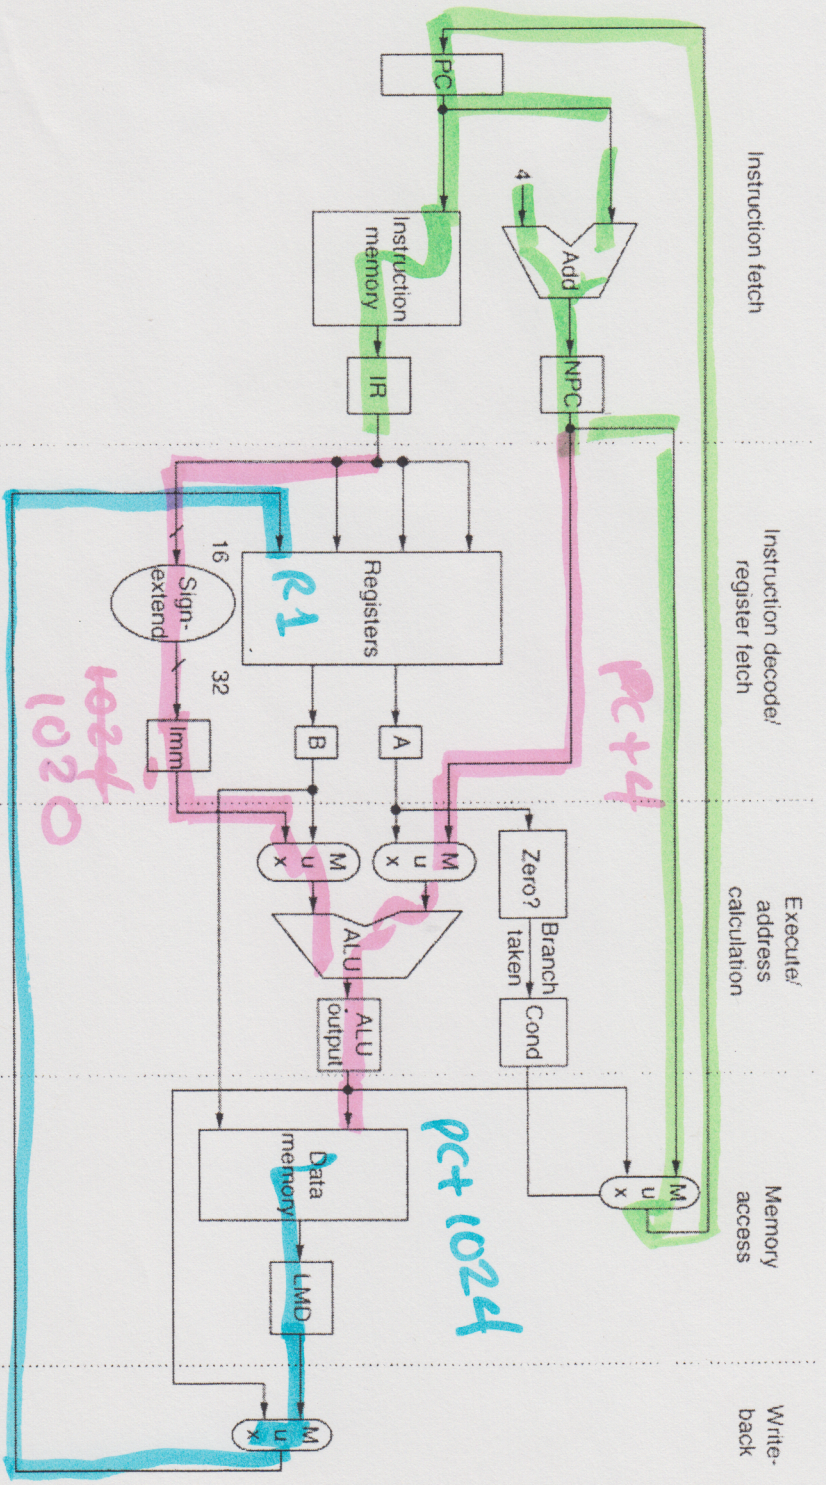 Instruction fetch
Instruction decode/
register fetch
Execute/
address
calculation
Memory
access
Write-
back
PC
4
Add
NPC
Instruction
memory
IR
PC+4
16
Sign-
extend
32
Registers
R1
A
B
Imm
1024
1020
Zero?
Branch
taken
Cond
M
u
x
M
u
x
ALU
ALU
output
M
u
x
Data
memory
LMD
PC+1024
M
u
x